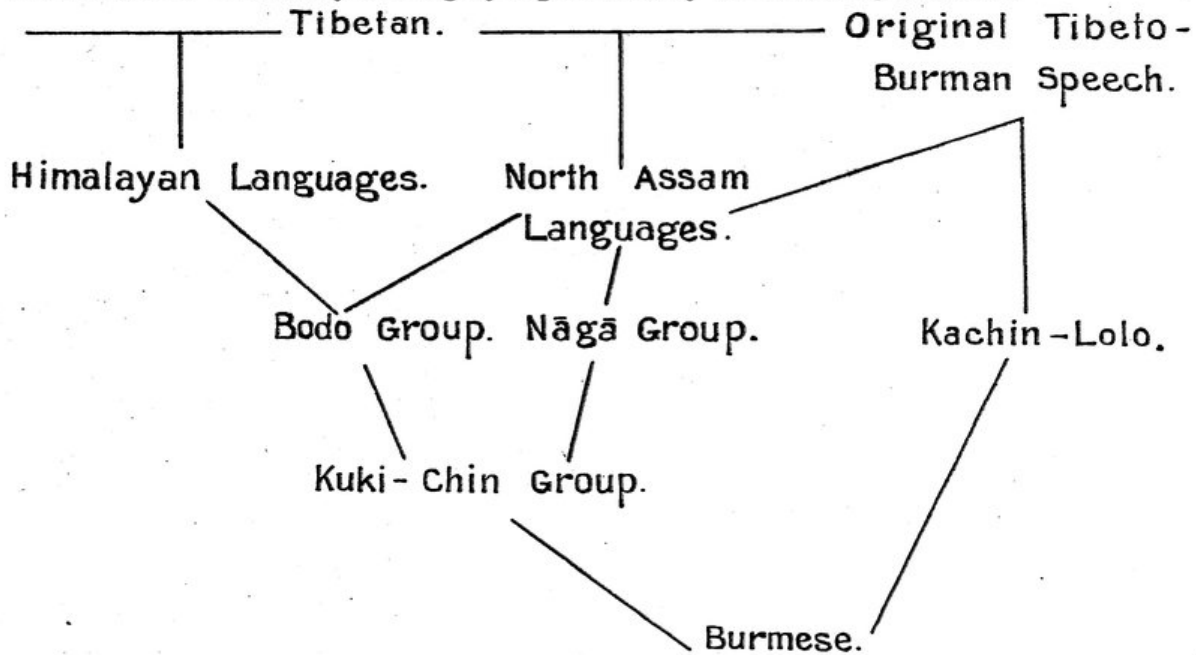 Tibetan.
Original Tibeto-
Burman Speech.
Himalayan Languages.
North Assam
Languages.
Bodo Group.
Nāgā Group.
Kachin-Lolo.
Kuki-Chin Group.
Burmese.